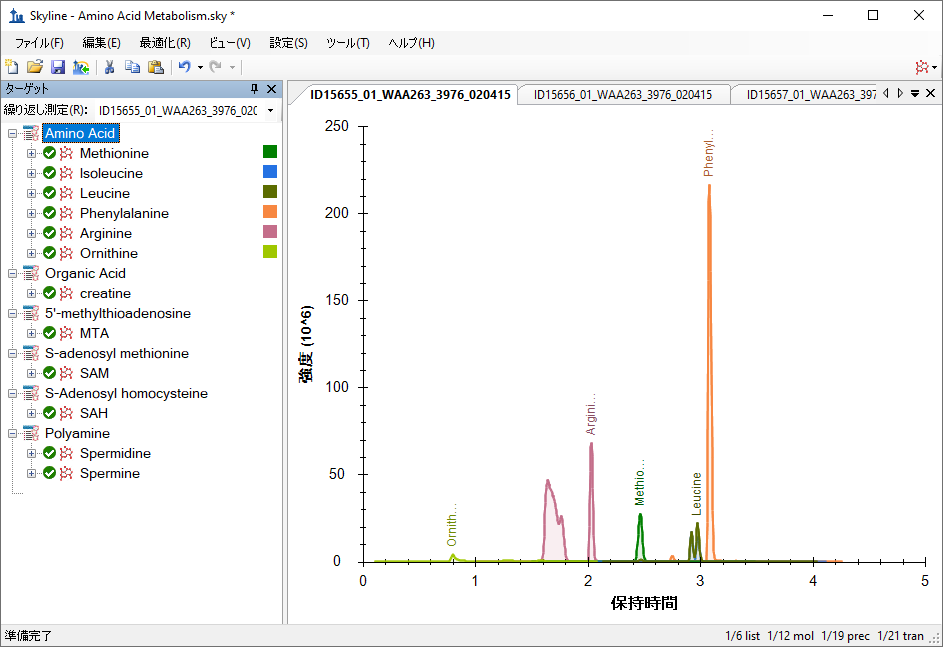 Skyline - Amino Acid Metabolism.sky *
ファイル(F) 編集(E) 最適化(R) ビュー(V) 設定(S) ツール(T) ヘルプ(H)
ターゲット
繰り返し測定(R): ID15655_01_WAA263_3976_020
Amino Acid
Methionine
Isoleucine
Leucine
Phenylalanine
Arginine
Ornithine
Organic Acid
creatine
5'-methylthioadenosine
MTA
S-adenosyl methionine
SAM
S-Adenosyl homocysteine
SAH
Polyamine
Spermidine
Spermine
ID15655_01_WAA263_3976_020415 ID15656_01_WAA263_3976_020415 ID15657_01_WAA263_397
250
200
150
100
50
0
強度 (10^6)
Ornith...
Argini...
Methio...
Leucine
Phenyl...
0 1 2 3 4 5
保持時間
準備完了 1/6 list 1/12 mol 1/19 prec 1/21 tran